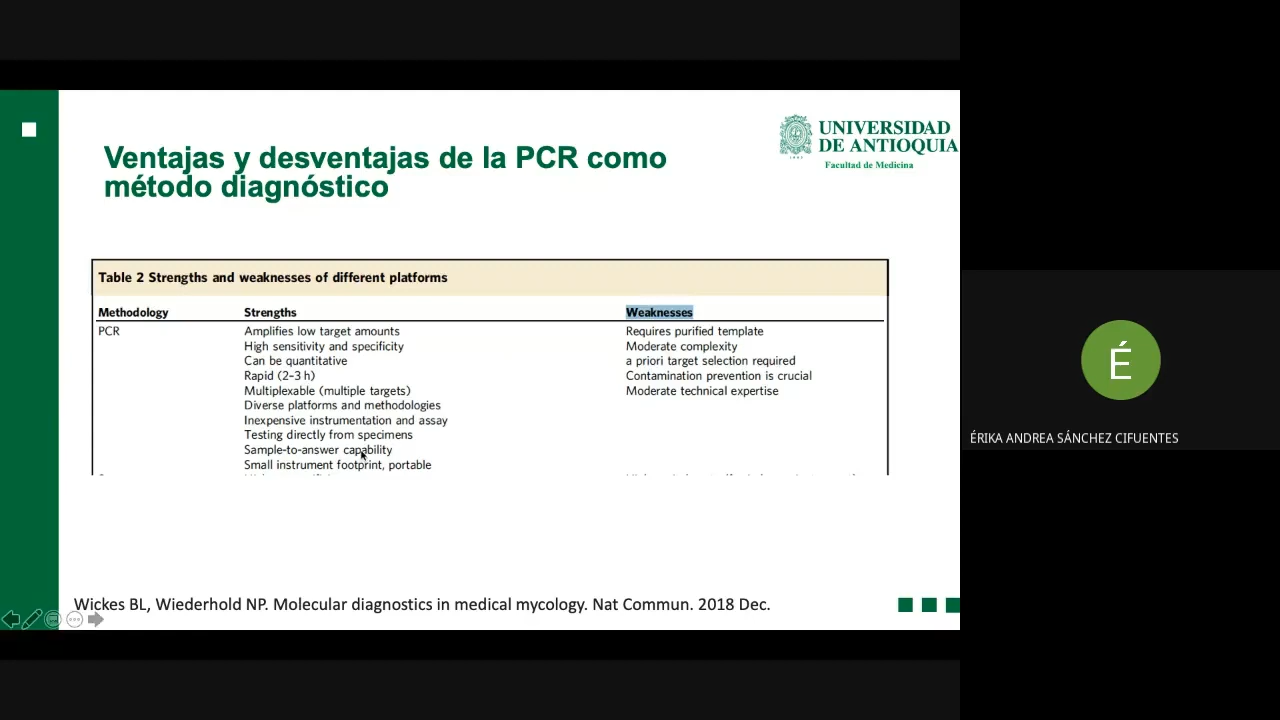 Ventajas y desventajas de la PCR como
método diagnóstico
UNIVERSIDAD
DE ANTIOQUIA
1803
Facultad de Medicina
Table 2 Strengths and weaknesses of different platforms
Methodology Strengths Weaknesses
PCR Amplifies low target amounts Requires purified template
High sensitivity and specificity Moderate complexity
Can be quantitative a priori target selection required
Rapid (2–3 h) Contamination prevention is crucial
Multiplexable (multiple targets) Moderate technical expertise
Diverse platforms and methodologies
Inexpensive instrumentation and assay
Testing directly from specimens
Sample-to-answer capability
Small instrument footprint, portable
Wickes BL, Wiederhold NP. Molecular diagnostics in medical mycology. Nat Commun. 2018 Dec.
É
ÉRIKA ANDREA SÁNCHEZ CIFUENTES